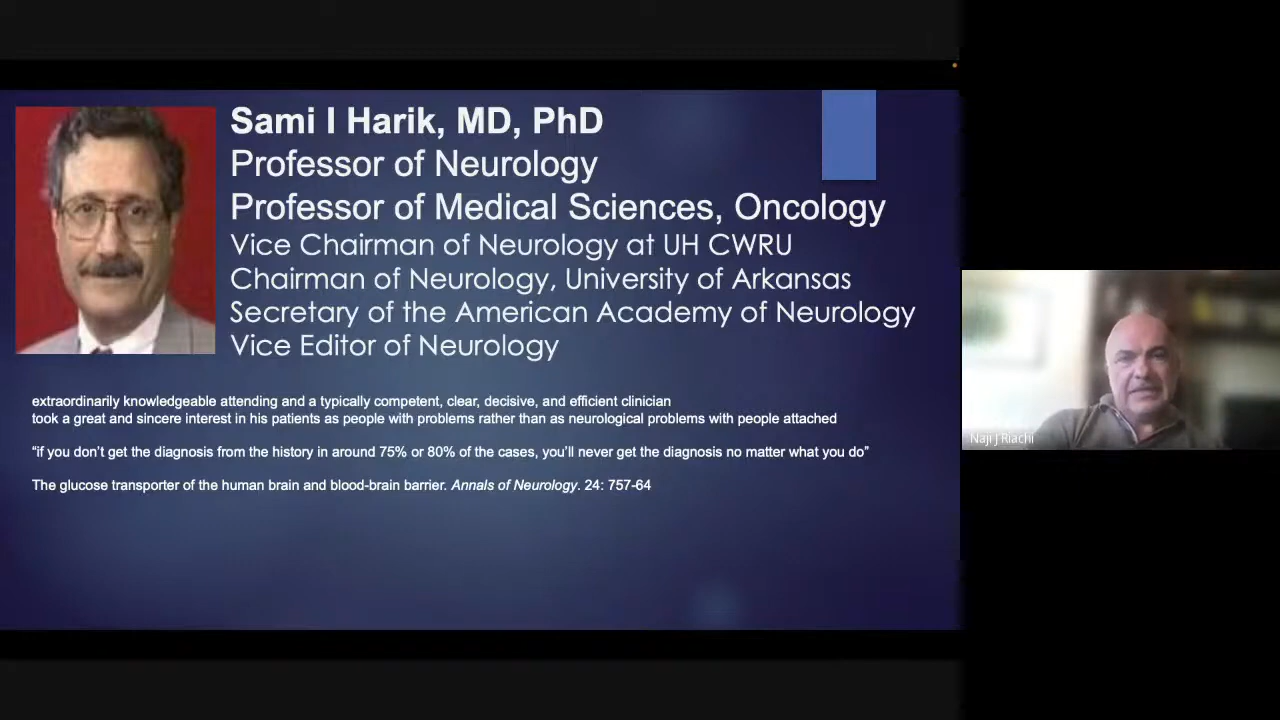 Sami I Harik, MD, PhD
Professor of Neurology
Professor of Medical Sciences, Oncology
Vice Chairman of Neurology at UH CWRU
Chairman of Neurology, University of Arkansas
Secretary of the American Academy of Neurology
Vice Editor of Neurology
extraordinarily knowledgeable attending and a typically competent, clear, decisive, and efficient clinician
took a great and sincere interest in his patients as people with problems rather than as neurological problems with people attached
“if you don’t get the diagnosis from the history in around 75% or 80% of the cases, you’ll never get the diagnosis no matter what you do”
The glucose transporter of the human brain and blood-brain barrier. Annals of Neurology. 24: 757-64
Naji J Riachi